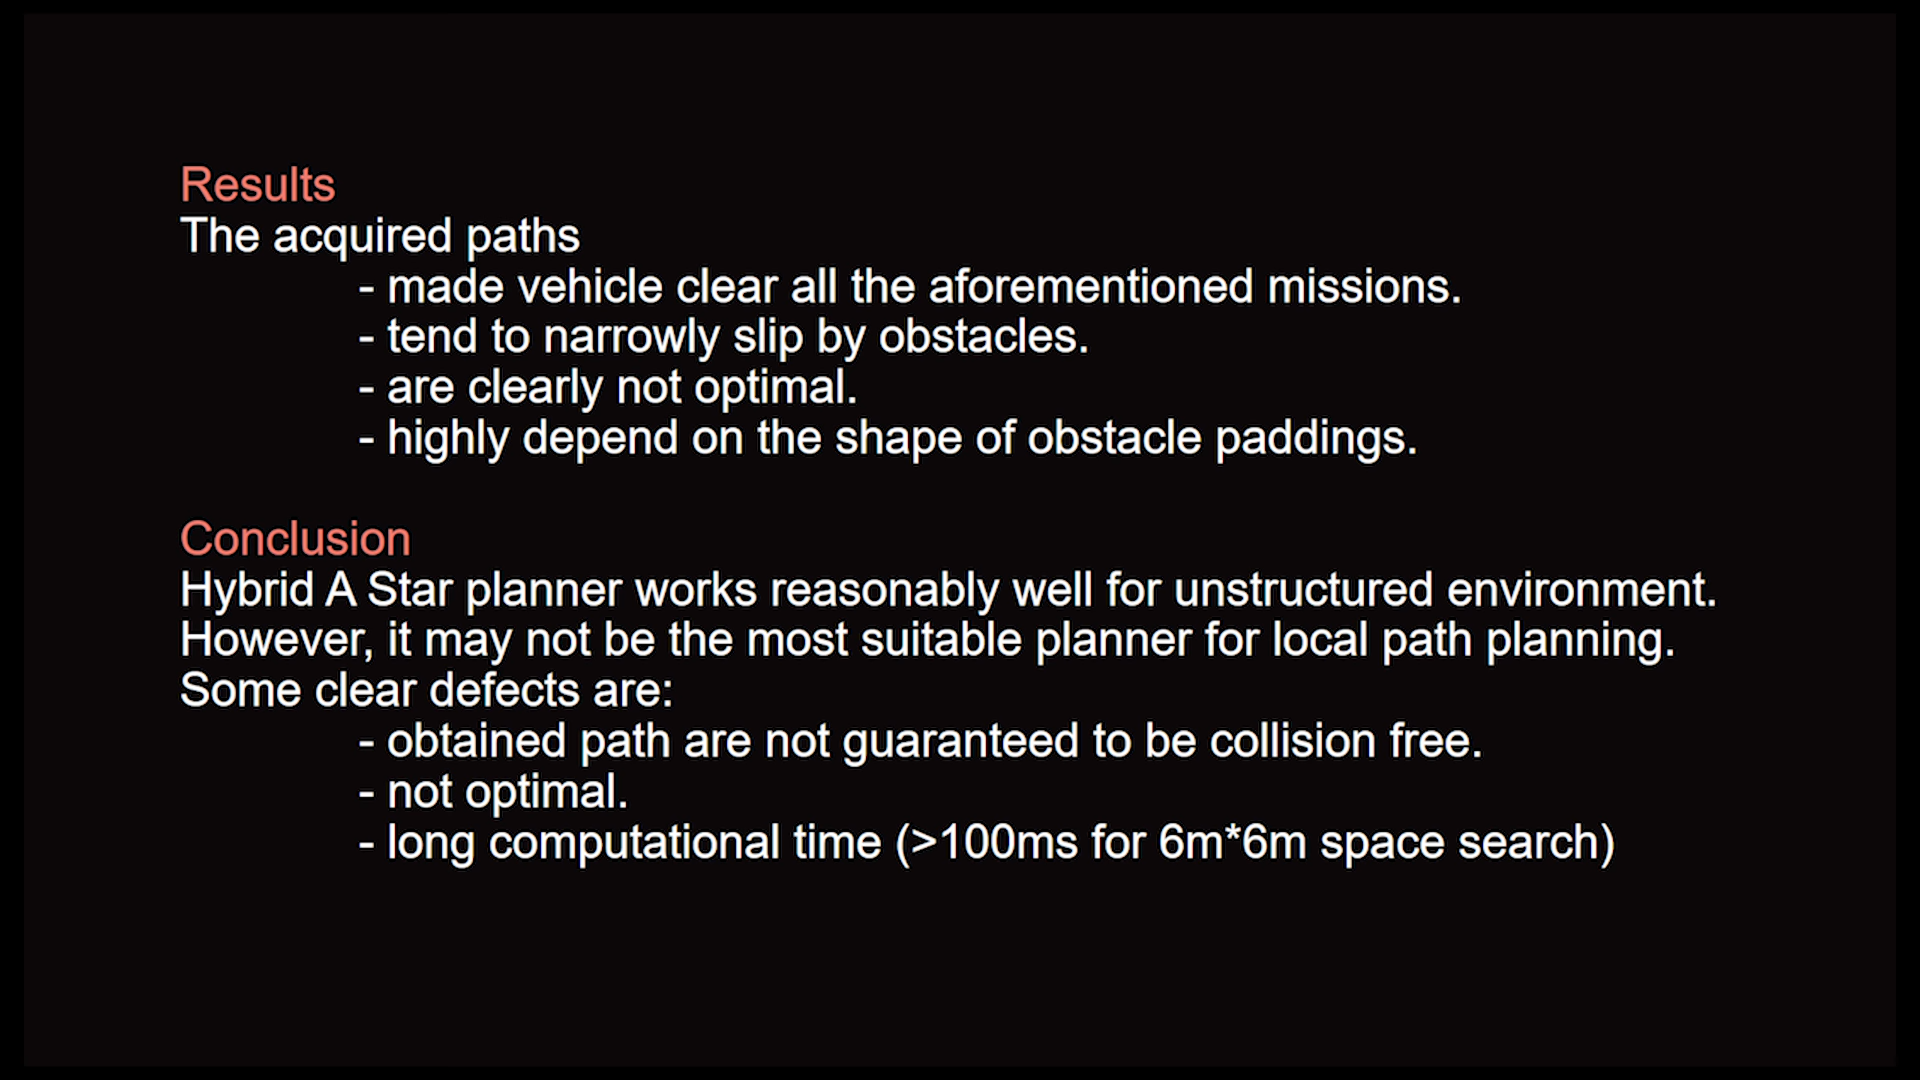 Results
The acquired paths
- made vehicle clear all the aforementioned missions.
- tend to narrowly slip by obstacles.
- are clearly not optimal.
- highly depend on the shape of obstacle paddings.
Conclusion
Hybrid A Star planner works reasonably well for unstructured environment.
However, it may not be the most suitable planner for local path planning.
Some clear defects are:
- obtained path are not guaranteed to be collision free.
- not optimal.
- long computational time (>100ms for 6m*6m space search)